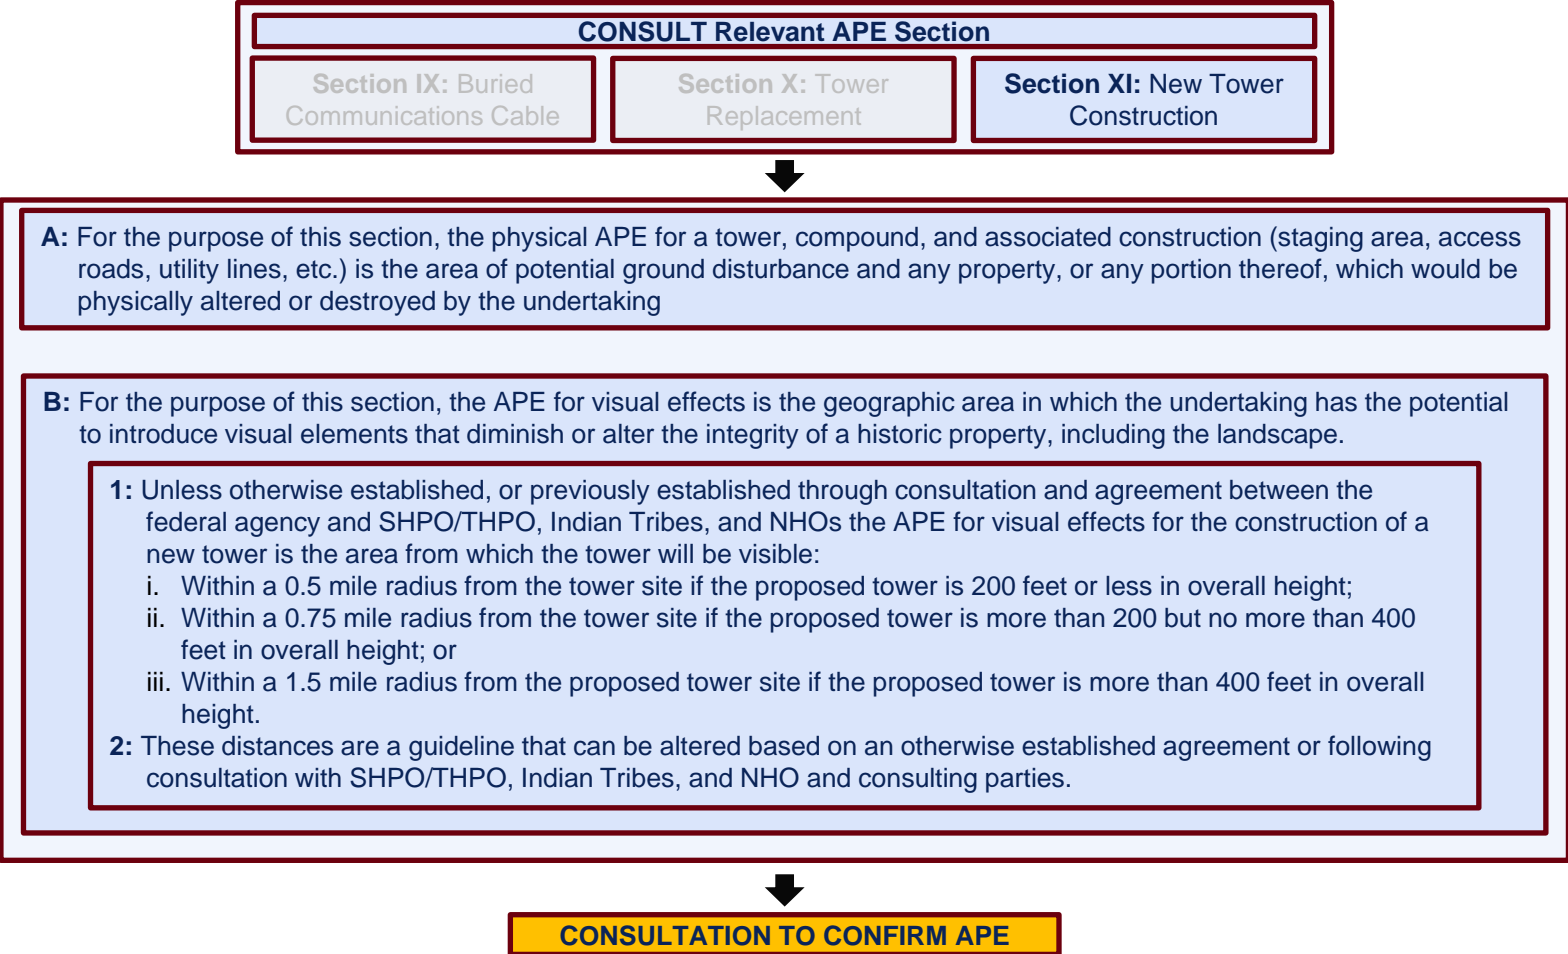 CONSULT Relevant APE Section
Section IX: Buried
Communications Cable
Section X: Tower
Replacement
Section XI: New Tower
Construction
A: For the purpose of this section, the physical APE for a tower, compound, and associated construction (staging area, access
roads, utility lines, etc.) is the area of potential ground disturbance and any property, or any portion thereof, which would be
physically altered or destroyed by the undertaking
B: For the purpose of this section, the APE for visual effects is the geographic area in which the undertaking has the potential
to introduce visual elements that diminish or alter the integrity of a historic property, including the landscape.
1: Unless otherwise established, or previously established through consultation and agreement between the
federal agency and SHPO/THPO, Indian Tribes, and NHOs the APE for visual effects for the construction of a
new tower is the area from which the tower will be visible:
i. Within a 0.5 mile radius from the tower site if the proposed tower is 200 feet or less in overall height;
ii. Within a 0.75 mile radius from the tower site if the proposed tower is more than 200 but no more than 400
feet in overall height; or
iii. Within a 1.5 mile radius from the proposed tower site if the proposed tower is more than 400 feet in overall
height.
2: These distances are a guideline that can be altered based on an otherwise established agreement or following
consultation with SHPO/THPO, Indian Tribes, and NHO and consulting parties.
CONSULTATION TO CONFIRM APE